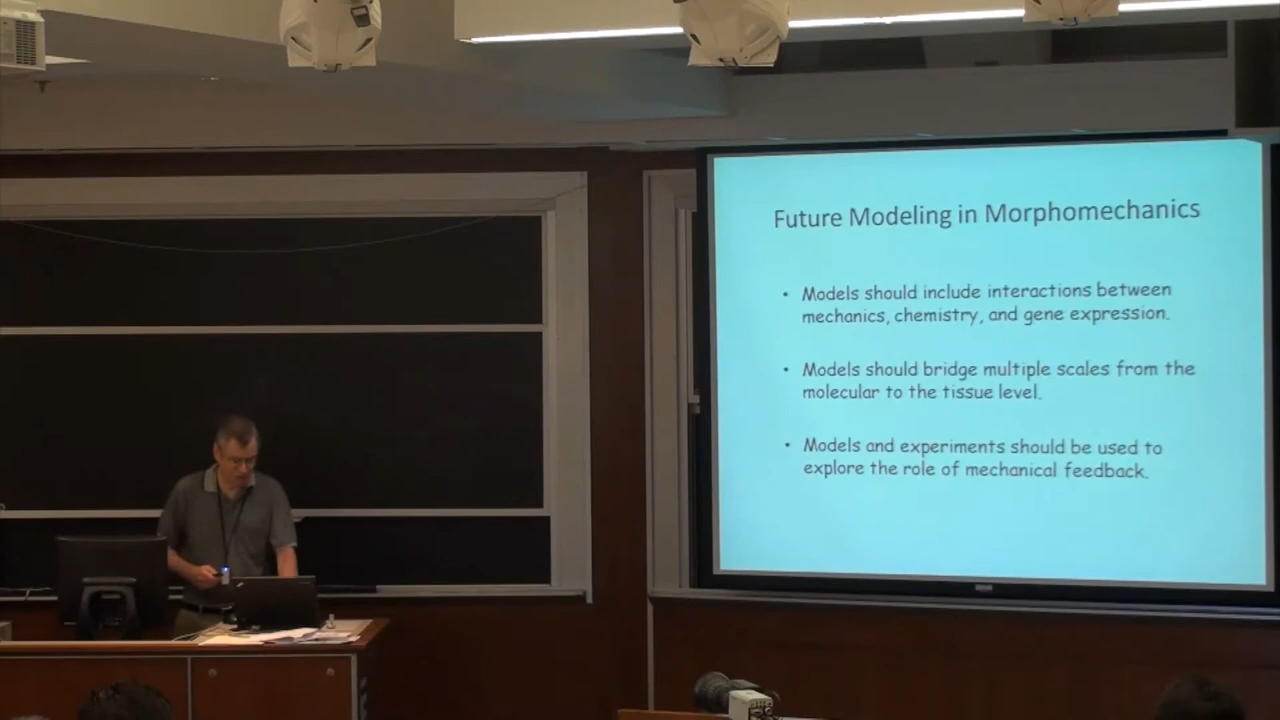 Future Modeling in Morphomechanics
• Models should include interactions between
mechanics, chemistry, and gene expression.
• Models should bridge multiple scales from the
molecular to the tissue level.
• Models and experiments should be used to
explore the role of mechanical feedback.